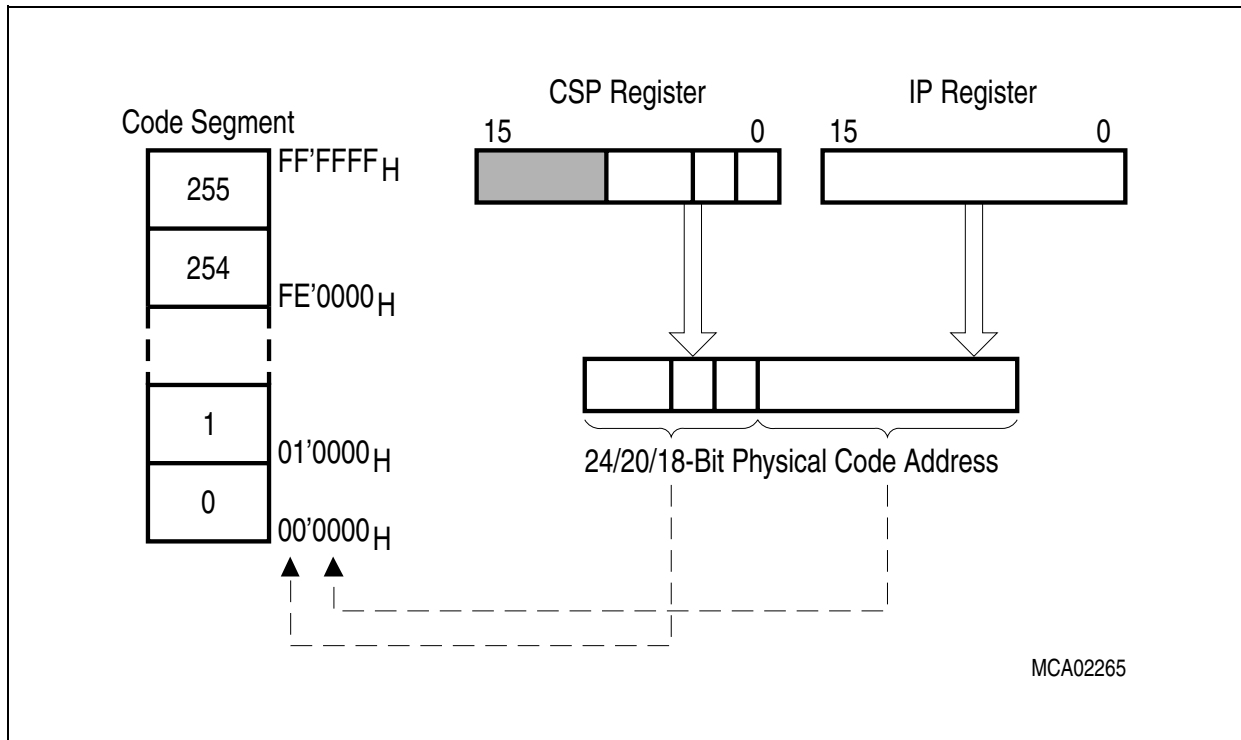 CSP Register
IP Register
Code Segment
15 0
15 0
FF'FFFFH
255
254
FE'0000H
1
01'0000H
24/20/18-Bit Physical Code Address
0
00'0000H
MCA02265